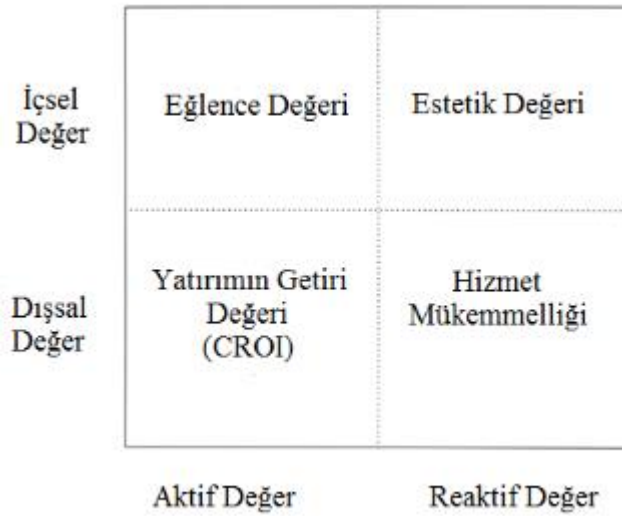 İçsel
Değer
Eğlence Değeri
Estetik Değeri
Dışsal
Değer
Yatırımın Getiri
Değeri
(CROI)
Hizmet
Mükemmelliği
Aktif Değer
Reaktif Değer